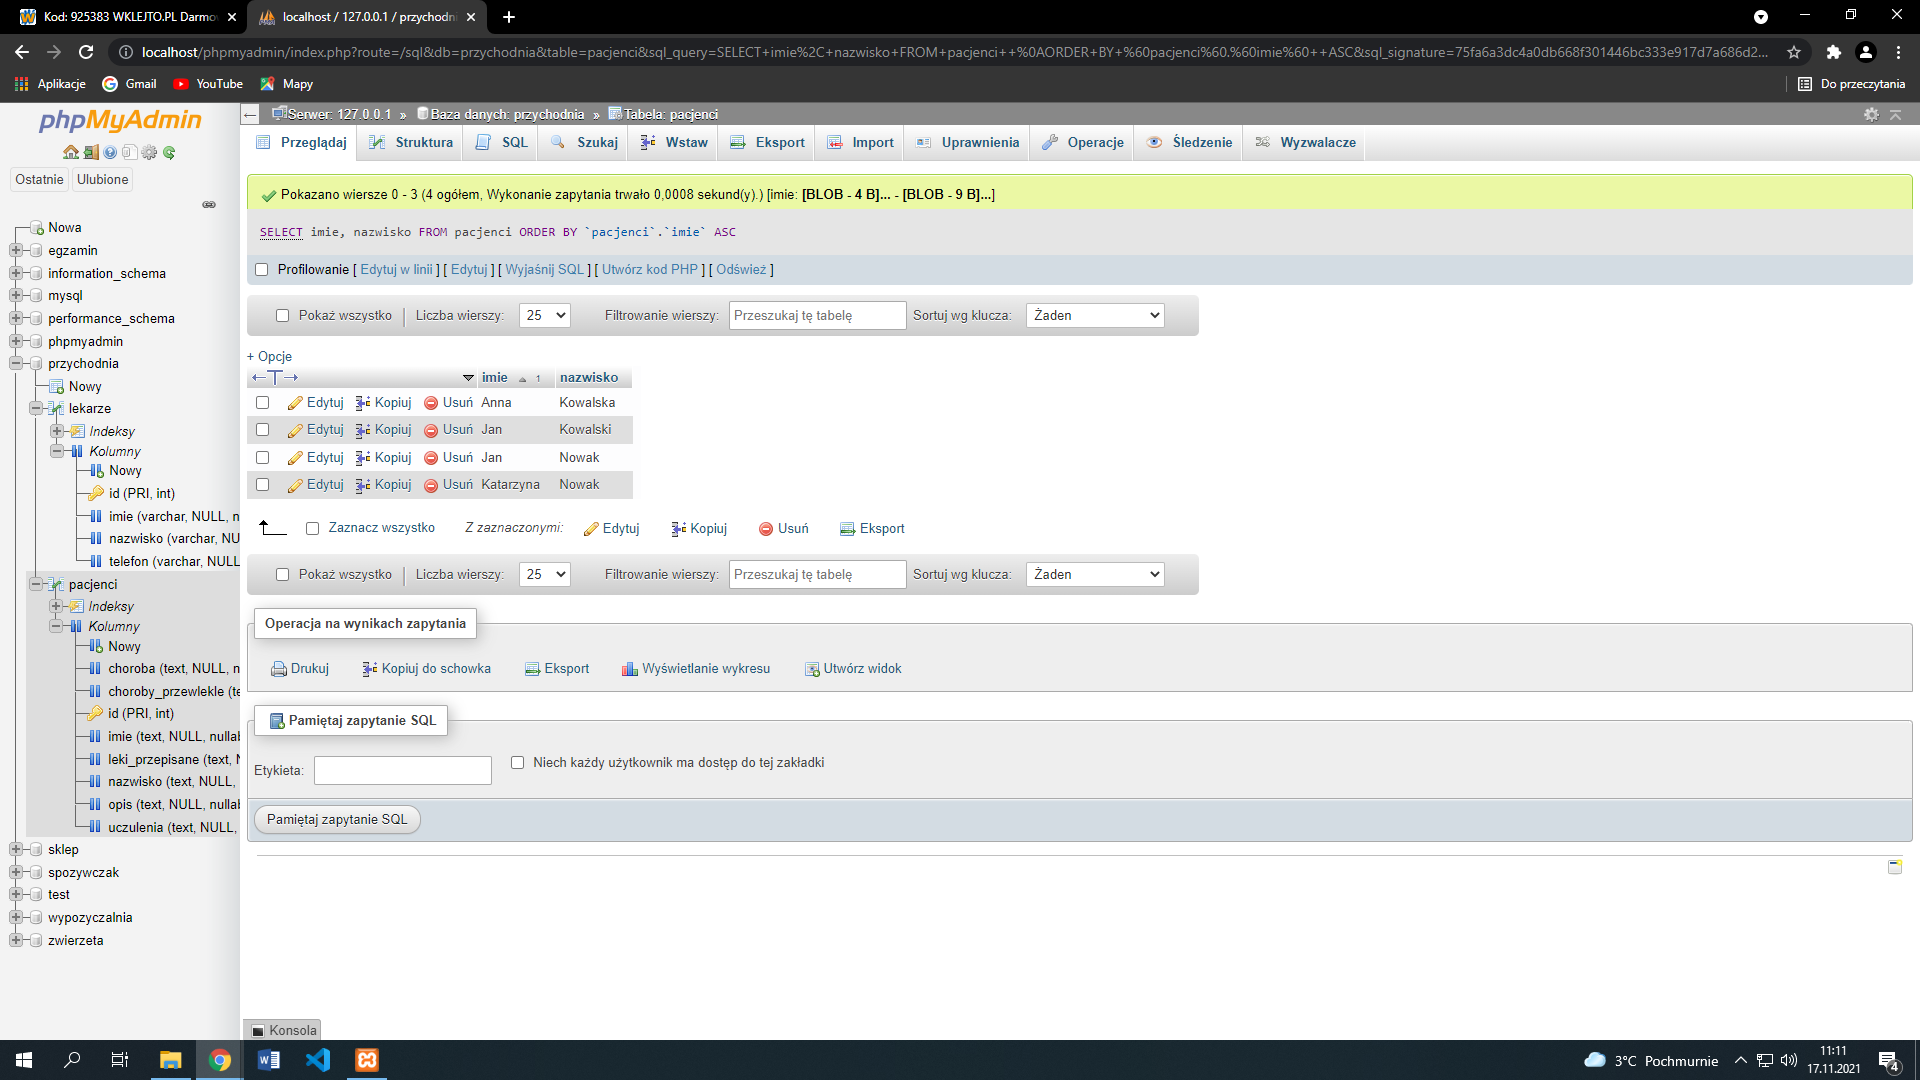 Kod: 925383 WKLEJTO.PL Darmow
localhost / 127.0.0.1 / przychodni
localhost/phpmyadmin/index.php?route=/sql&db=przychodnia&table=pacjenci&sql_query=SELECT+imie%2C+nazwisko+FROM+pacjenci++%0AORDER+BY+%60pacjenci%60.%60imie%60++ASC&sql_signature=75fa6a3dc4a0db668f301446bc333e917d7a686d2...
Aplikacje Gmail YouTube Mapy Do przeczytania
phpMyAdmin
Ostatnie Ulubione
Nowa
egzamin
information_schema
mysql
performance_schema
phpmyadmin
przychodnia
Nowy
lekarze
Indeksy
Kolumny
Nowy
id (PRI, int)
imie (varchar, NULL, n
nazwisko (varchar, NU
telefon (varchar, NULL
pacjenci
Indeksy
Kolumny
Nowy
choroba (text, NULL, n
choroby_przewlekle (te
id (PRI, int)
imie (text, NULL, nullab
leki_przepisane (text, N
nazwisko (text, NULL,
opis (text, NULL, nullab
uczulenia (text, NULL,
sklep
spozywczak
test
wypozyczalnia
zwierzeta
Serwer: 127.0.0.1 » Baza danych: przychodnia » Tabela: pacjenci
Przeglądaj Struktura SQL Szukaj Wstaw Eksport Import Uprawnienia Operacje Śledzenie Wyzwalacze
Pokazano wiersze 0 - 3 (4 ogółem, Wykonanie zapytania trwało 0,0008 sekund(y).) [imie: [BLOB - 4 B]... - [BLOB - 9 B]...]
SELECT imie, nazwisko FROM pacjenci ORDER BY `pacjenci`.`imie` ASC
Profilowanie [ Edytuj w linii ] [ Edytuj ] [ Wyjaśnij SQL ] [ Utwórz kod PHP ] [ Odśwież ]
Pokaż wszystko Liczba wierszy: 25 Filtrowanie wierszy: Przeszukaj tę tabelę Sortuj wg klucza: Żaden
+ Opcje
imie 1 nazwisko
Edytuj Kopiuj Usuń Anna Kowalska
Edytuj Kopiuj Usuń Jan Kowalski
Edytuj Kopiuj Usuń Jan Nowak
Edytuj Kopiuj Usuń Katarzyna Nowak
Zaznacz wszystko Z zaznaczonymi: Edytuj Kopiuj Usuń Eksport
Pokaż wszystko Liczba wierszy: 25 Filtrowanie wierszy: Przeszukaj tę tabelę Sortuj wg klucza: Żaden
Operacja na wynikach zapytania
Drukuj Kopiuj do schowka Eksport Wyświetlanie wykresu Utwórz widok
Pamiętaj zapytanie SQL
Etykieta: Niech każdy użytkownik ma dostęp do tej zakładki
Pamiętaj zapytanie SQL
Konsola
3°C Pochmurnie
11:11
17.11.2021
4